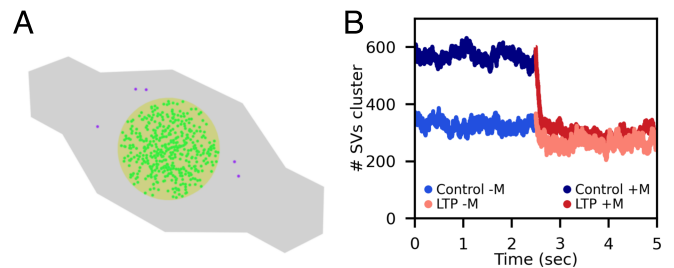 A
B
# SVs cluster
600
400
200
0
Control -M
Control +M
LTP -M
LTP +M
0 1 2 3 4 5
Time (sec)